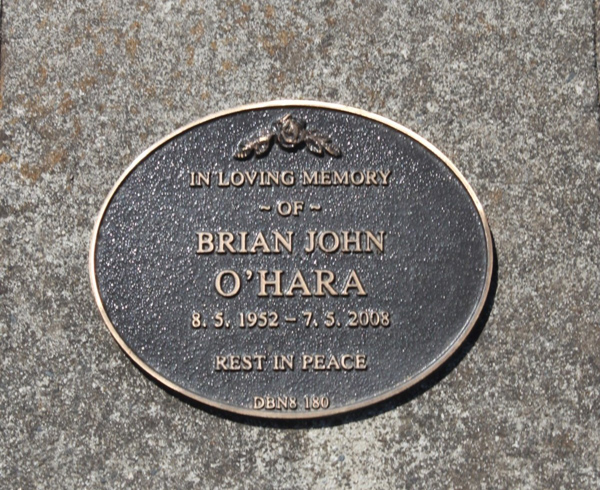 IN LOVING MEMORY
~ OF ~
BRIAN JOHN
O'HARA
8. 5. 1952 – 7. 5. 2008
REST IN PEACE
DBN8 180